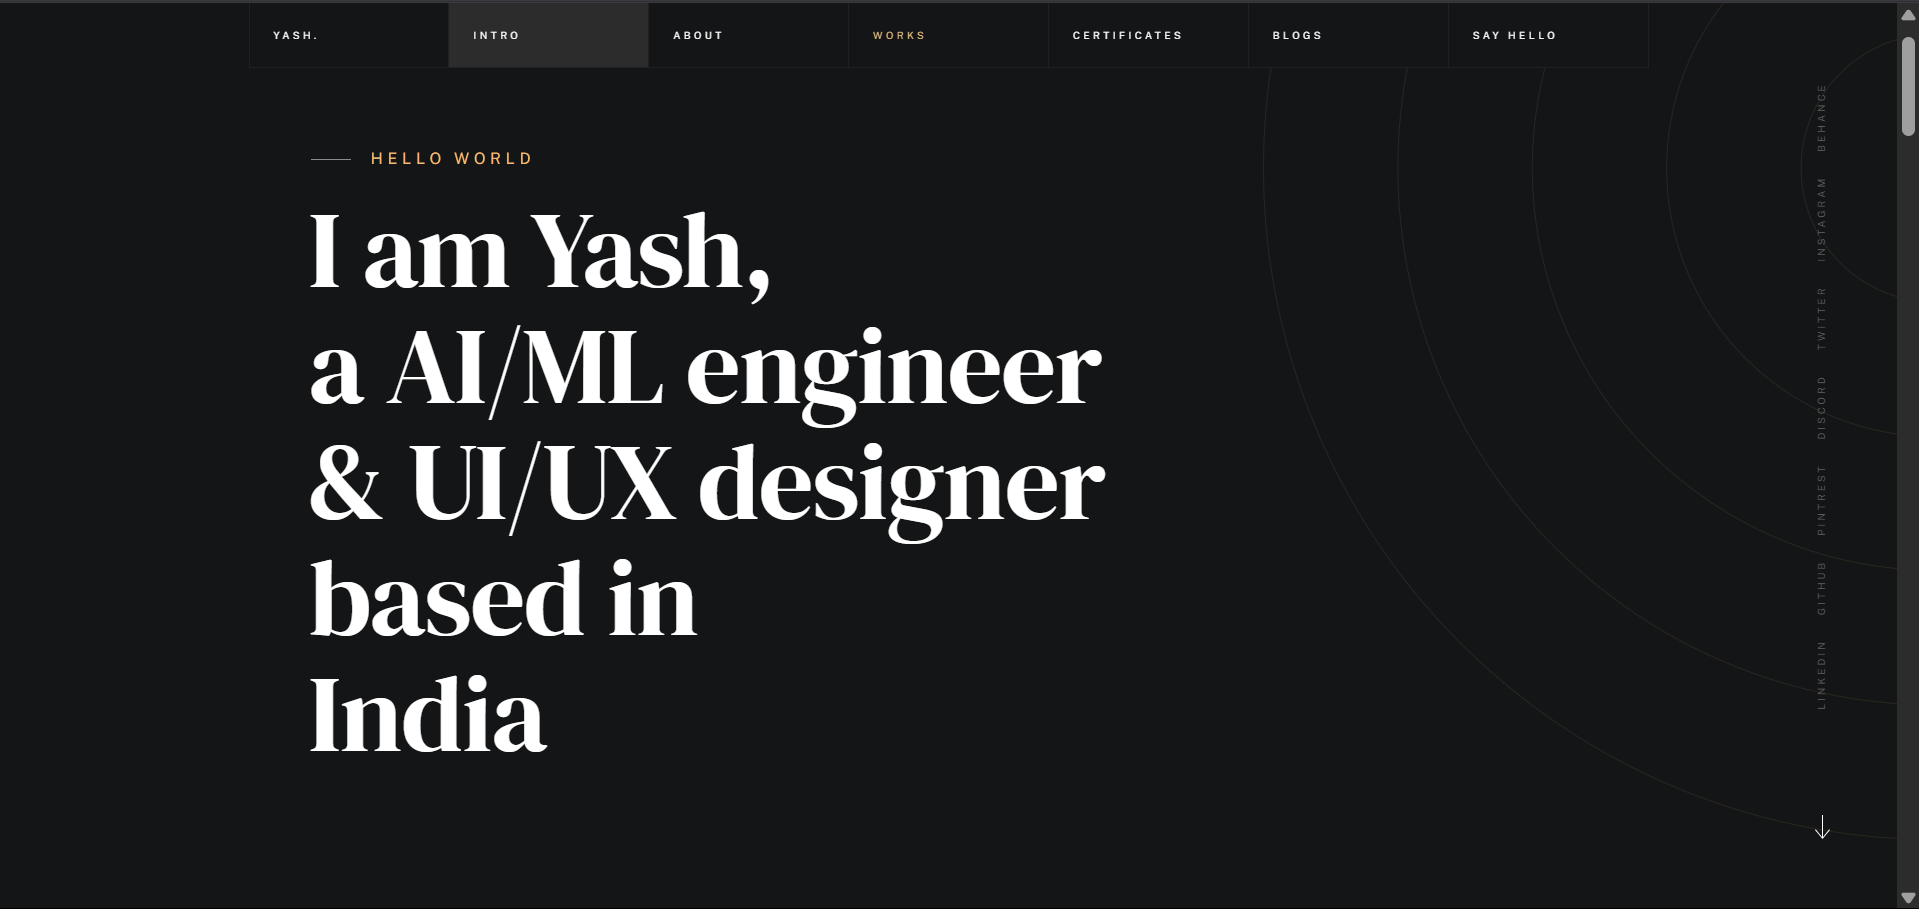 YASH.
INTRO
ABOUT
WORKS
CERTIFICATES
BLOGS
SAY HELLO
HELLO WORLD
I am Yash,
a AI/ML engineer
& UI/UX designer
based in
India
LINKEDIN
GITHUB
PINTREST
DISCORD
TWITTER
INSTAGRAM
BEHANCE